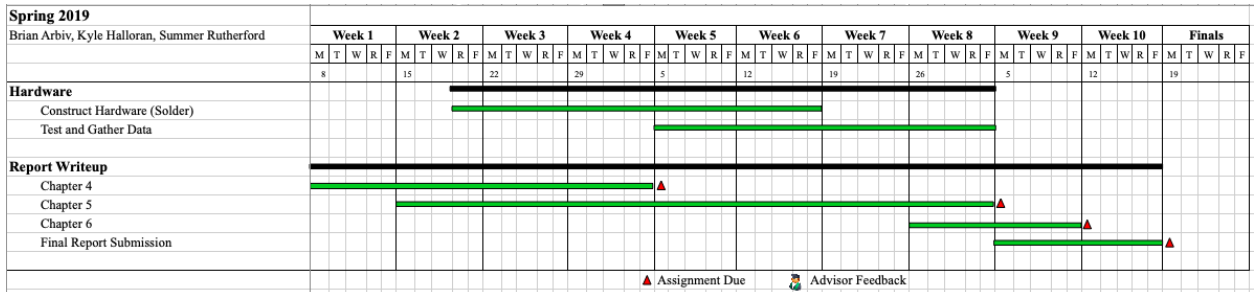 Spring 2019
Brian Arbiv, Kyle Halloran, Summer Rutherford Week 1 Week 2 Week 3 Week 4 Week 5 Week 6 Week 7 Week 8 Week 9 Week 10 Finals
M T W R F M T W R F M T W R F M T W R F M T W R F M T W R F M T W R F M T W R F M T W R F M T W R F M T W R F
8 15 22 29 5 12 19 26 5 12 19
Hardware
Construct Hardware (Solder)
Test and Gather Data
Report Writeup
Chapter 4
Chapter 5
Chapter 6
Final Report Submission
Assignment Due Advisor Feedback